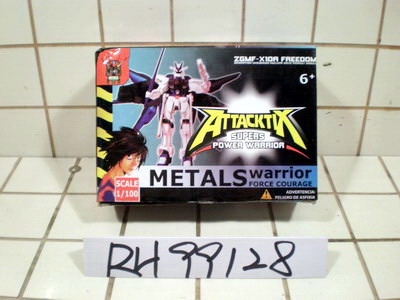 ZGMF-X10A FREEDOM
6+
ATTACKTIX
SUPERS
POWER WARRIOR
METALS warrior
FORCE COURAGE
SCALE
1/100
ADVERTENCIA:
PELIGRO DE ASFIXIA
RH99128